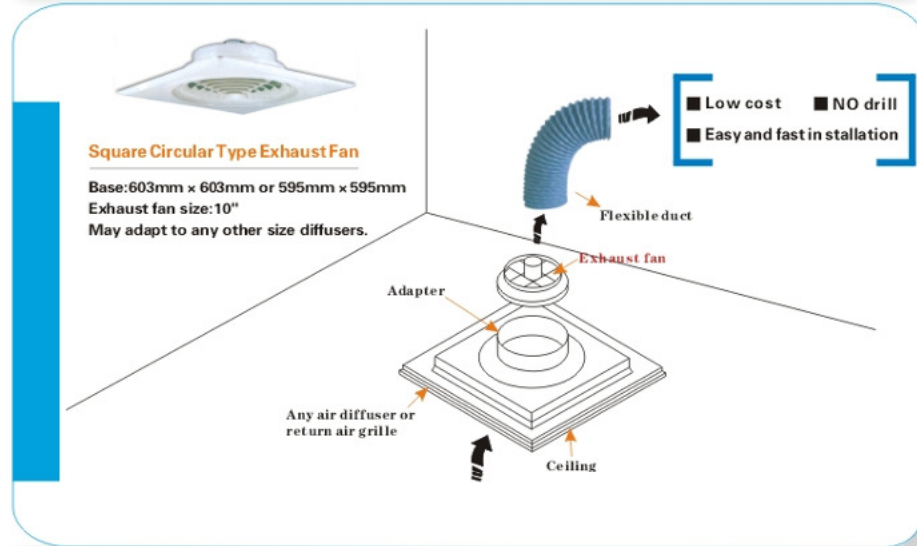 Square Circular Type Exhaust Fan
Base:603mm × 603mm or 595mm × 595mm
Exhaust fan size:10"
May adapt to any other size diffusers.
■ Low cost ■ NO drill
■ Easy and fast in stallation
Flexible duct
Exhaust fan
Adapter
Any air diffuser or
return air grille
Ceiling